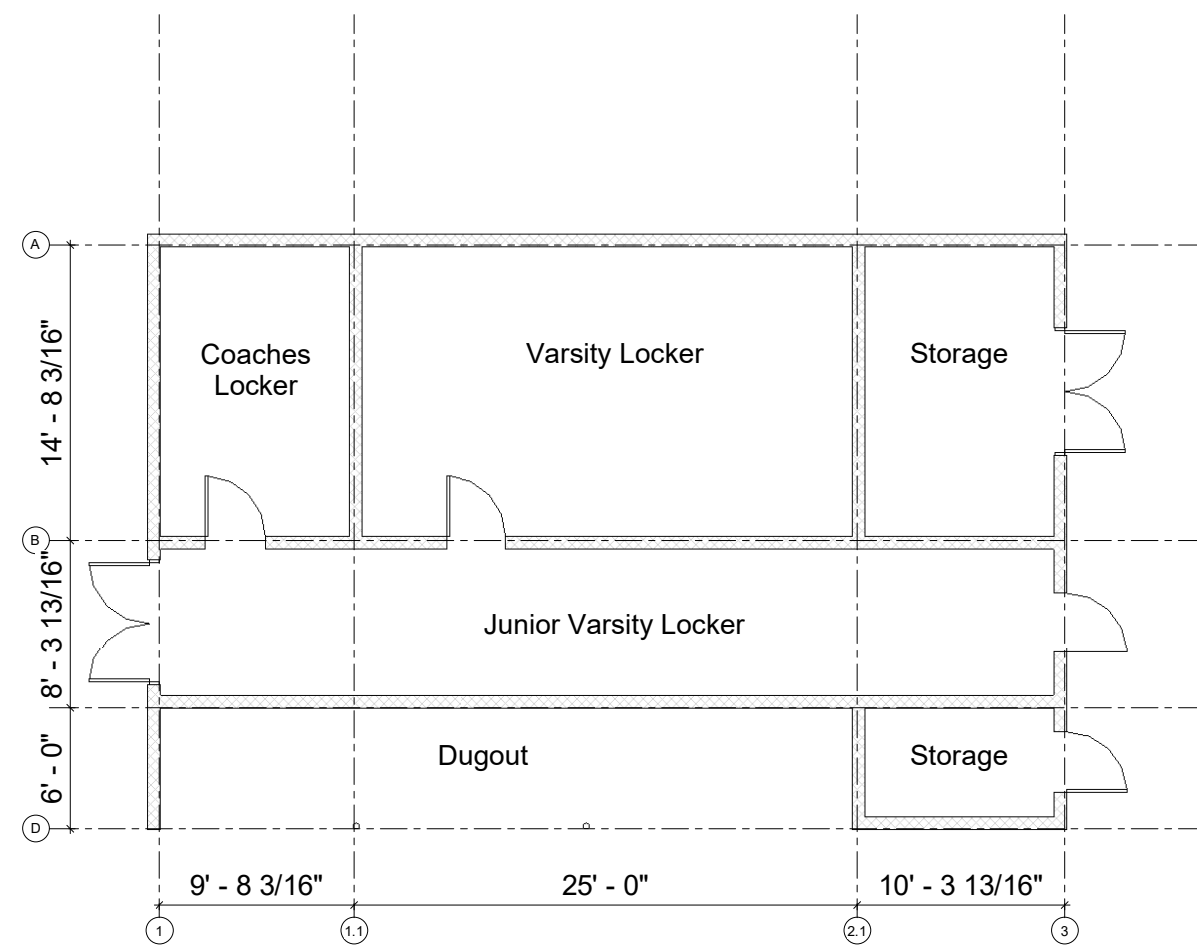 A
Coaches
Locker
Varsity Locker
Storage
14' - 8 3/16"
B
8' - 3 13/16"
Junior Varsity Locker
6' - 0"
Dugout
Storage
D
9' - 8 3/16"
25' - 0"
10' - 3 13/16"
1
1.1
2.1
3